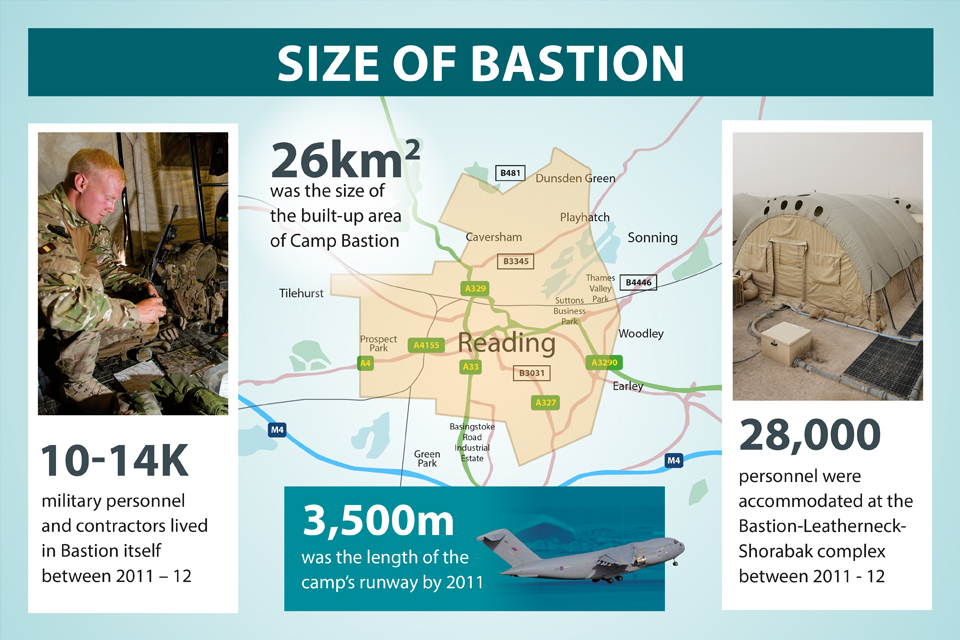 SIZE OF BASTION
26km²
was the size of
the built-up area
of Camp Bastion
B481
Dunsden Green
Playhatch
Caversham
Sonning
B3345
Tilehurst
A329
Thames
Valley
Park
B4446
Suttons
Business
Park
Prospect
Park
A4155
Reading
Woodley
A4
A33
B3031
A3290
Earley
A327
M4
Basingstoke
Road
Industrial
Estate
Green
Park
M4
10-14K
military personnel
and contractors lived
in Bastion itself
between 2011 – 12
3,500m
was the length of the
camp's runway by 2011
28,000
personnel were
accommodated at the
Bastion-Leatherneck-
Shorabak complex
between 2011 - 12